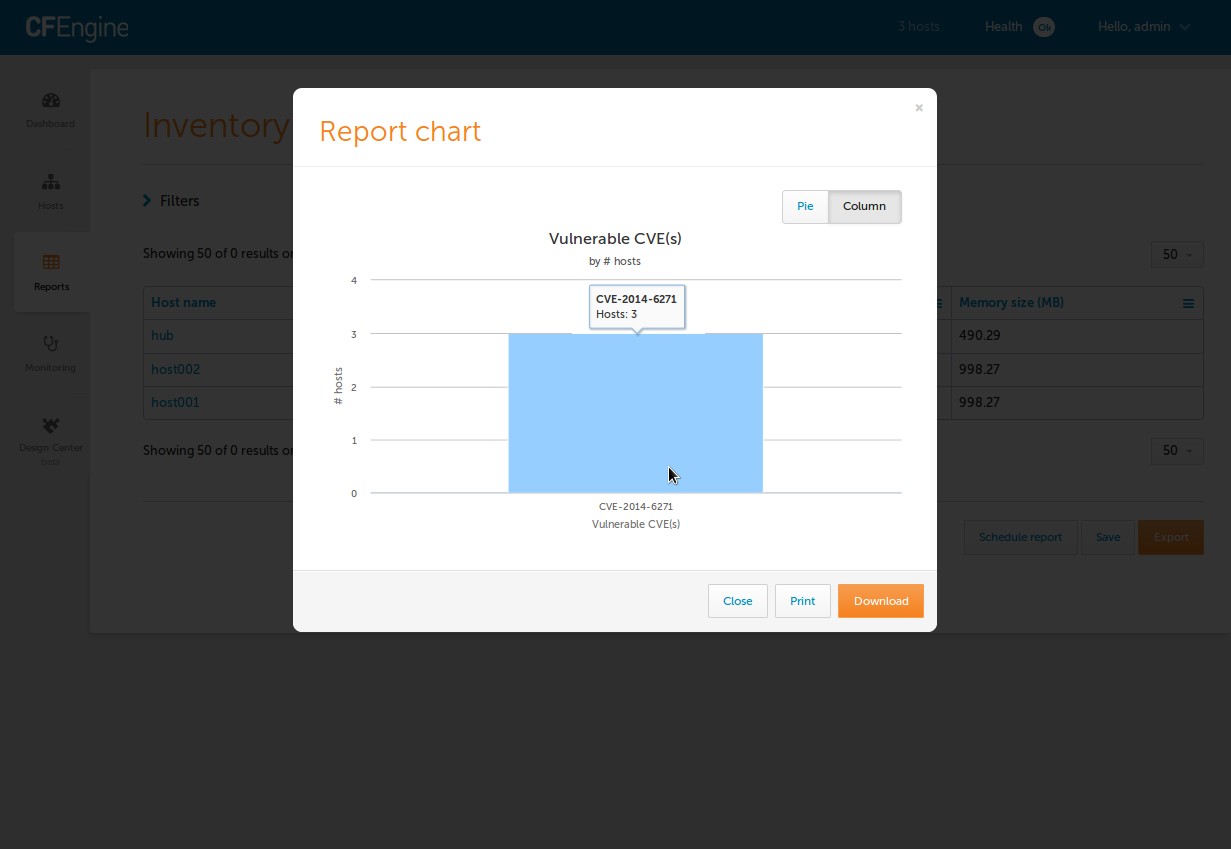 CFEngine
3 hosts
Health
Ok
Hello, admin
Dashboard
Hosts
Reports
Monitoring
Design Center
beta
Inventory
Filters
Showing 50 of 0 results
50
Host name
Memory size (MB)
hub
490.29
host002
998.27
host001
998.27
Showing 50 of 0 results
50
Schedule report
Save
Export
×
Report chart
Pie
Column
Vulnerable CVE(s)
by # hosts
4
3
2
1
0
# hosts
CVE-2014-6271
Hosts: 3
CVE-2014-6271
Vulnerable CVE(s)
Close
Print
Download